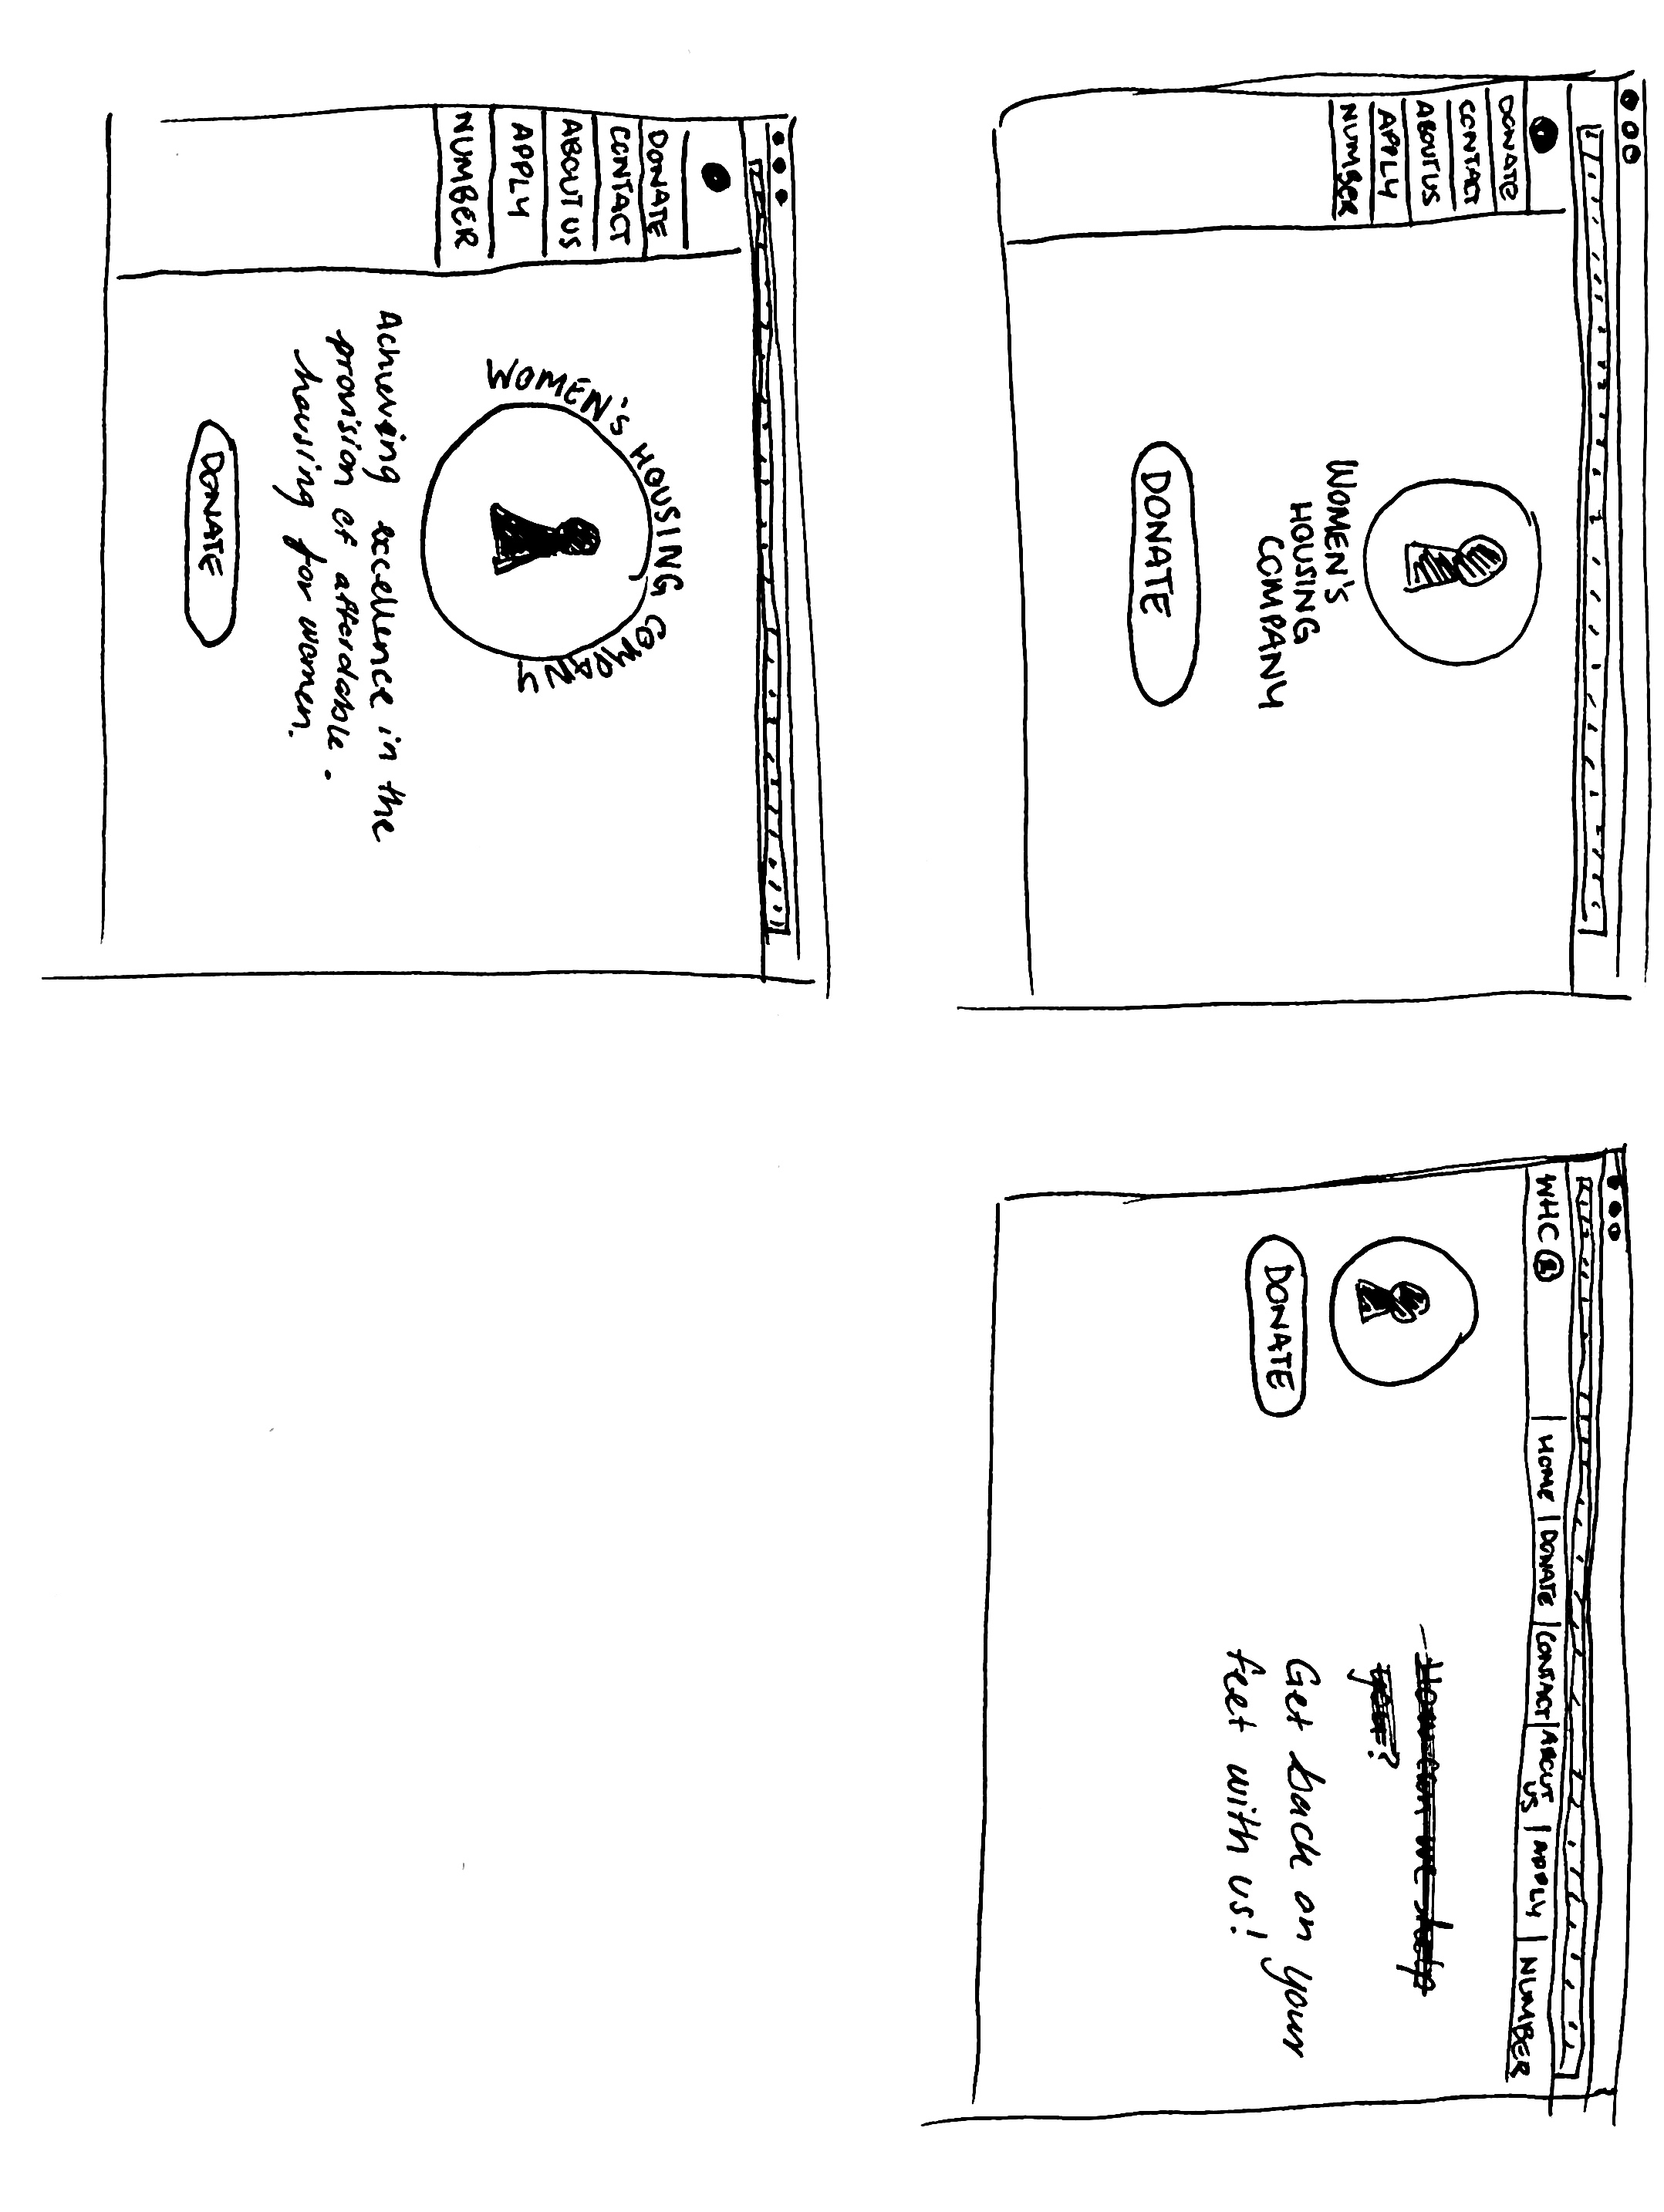 DONATE
CONTACT
ABOUT US
APPLY
NUMBER
WOMEN'S
HOUSING
COMPANY
DONATE
WHC
HOME
DONATE
CONTACT
ABOUT
US
APPLY
NUMBER
DONATE
How can we help
you?
Get back on your
feet with us!
DONATE
CONTACT
ABOUT US
APPLY
NUMBER
WOMEN'S HOUSING COMPANY
Achieving excellence in the
provision of affordable.
housing for women.
DONATE